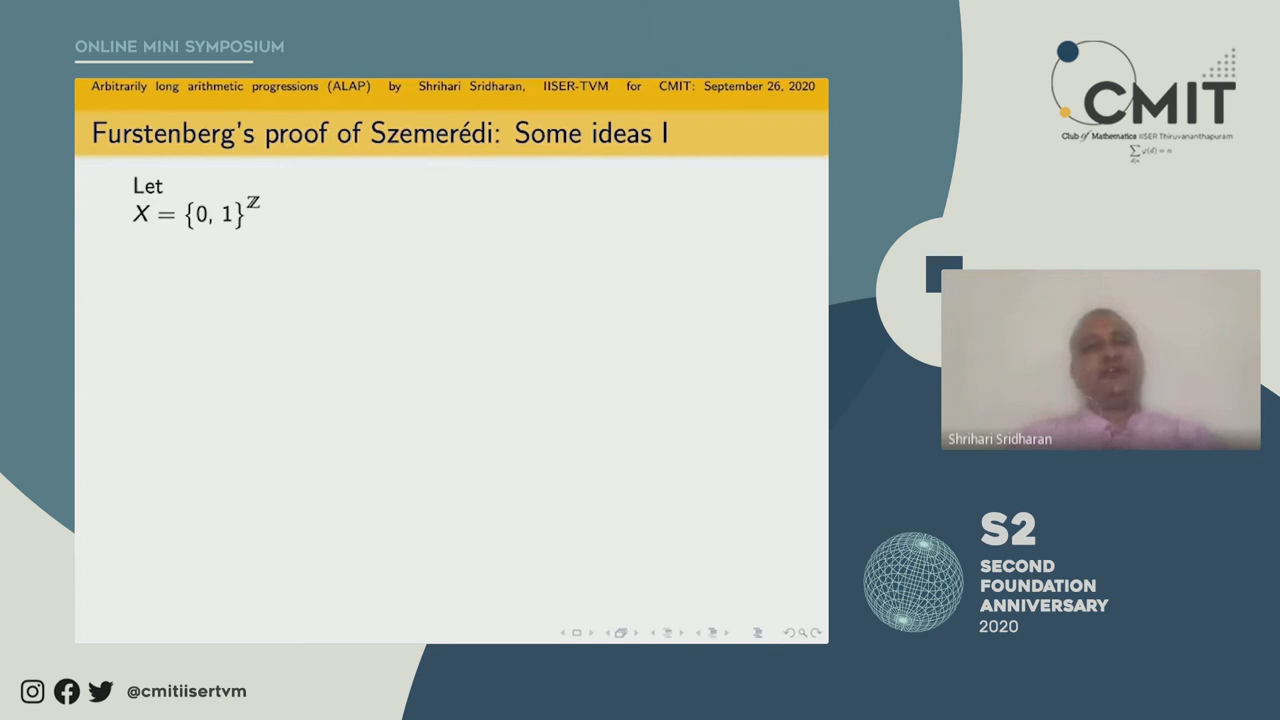 ONLINE MINI SYMPOSIUM
Arbitrarily long arithmetic progressions (ALAP) by Shrihari Sridharan, IISER-TVM for CMIT: September 26, 2020
Furstenberg's proof of Szemerédi: Some ideas I
Let
X = {0, 1}^ℤ
CMIT
Club of Mathematics IISER Thiruvananthapuram
∑ φ(d) = n
d|n
Shrihari Sridharan
S2
SECOND
FOUNDATION
ANNIVERSARY
2020
@cmitiisertvm